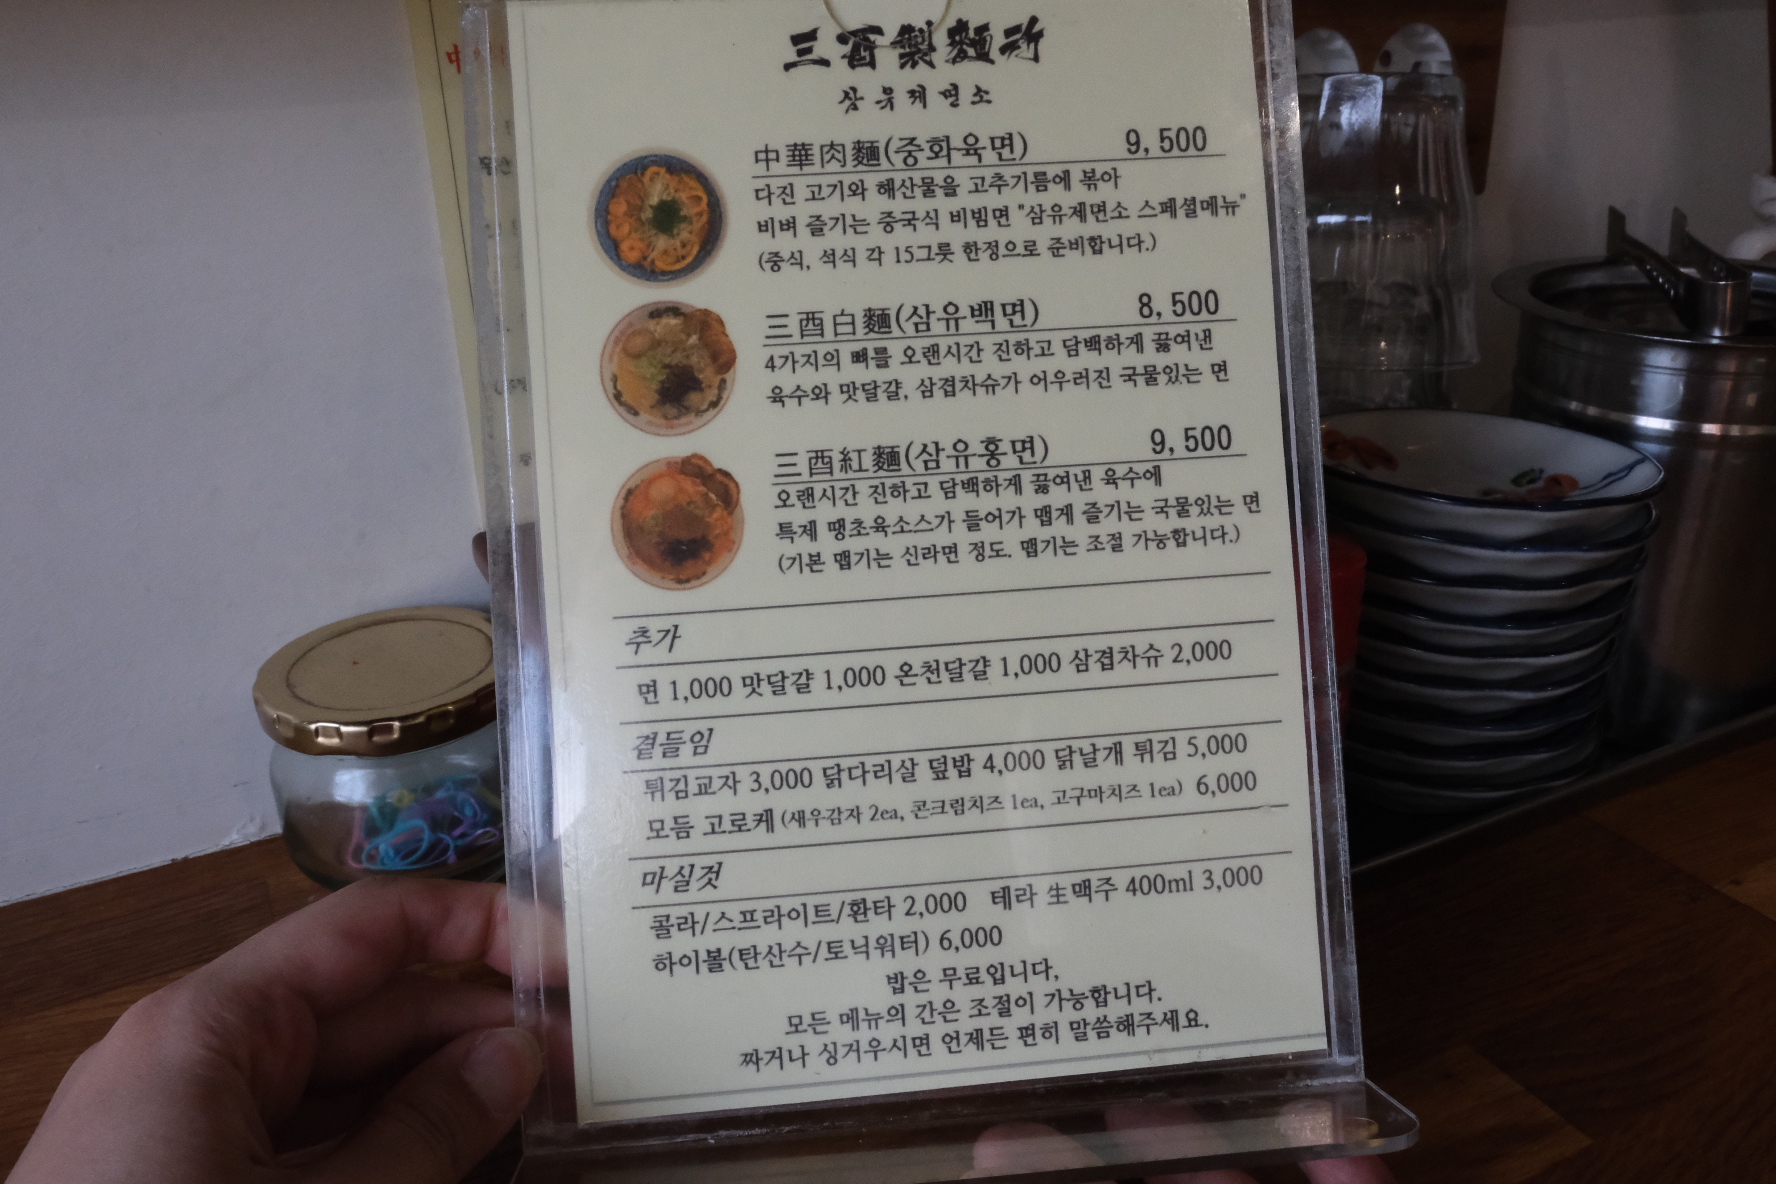 三酉製麵所
삼유제면소
中華肉麵(중화육면) 9,500
다진 고기와 해산물을 고추기름에 볶아
비벼 즐기는 중국식 비빔면 "삼유제면소 스페셜메뉴"
(중식, 석식 각 15그릇 한정으로 준비합니다.)
三酉白麵(삼유백면) 8,500
4가지의 뼈를 오랜시간 진하고 담백하게 끓여낸
육수와 맛달걀, 삼겹차슈가 어우러진 국물있는 면
三酉紅麵(삼유홍면) 9,500
오랜시간 진하고 담백하게 끓여낸 육수에
특제 땡초육소스가 들어가 맵게 즐기는 국물있는 면
(기본 맵기는 신라면 정도. 맵기는 조절 가능합니다.)
추가
면 1,000 맛달걀 1,000 온천달걀 1,000 삼겹차슈 2,000
곁들임
튀김교자 3,000 닭다리살 덮밥 4,000 닭날개 튀김 5,000
모듬 고로케 (새우감자 2ea, 콘크림치즈 1ea, 고구마치즈 1ea) 6,000
마실것
콜라/스프라이트/환타 2,000 테라 生맥주 400ml 3,000
하이볼(탄산수/토닉워터) 6,000
밥은 무료입니다,
모든 메뉴의 간은 조절이 가능합니다.
짜거나 싱거우시면 언제든 편히 말씀해주세요.